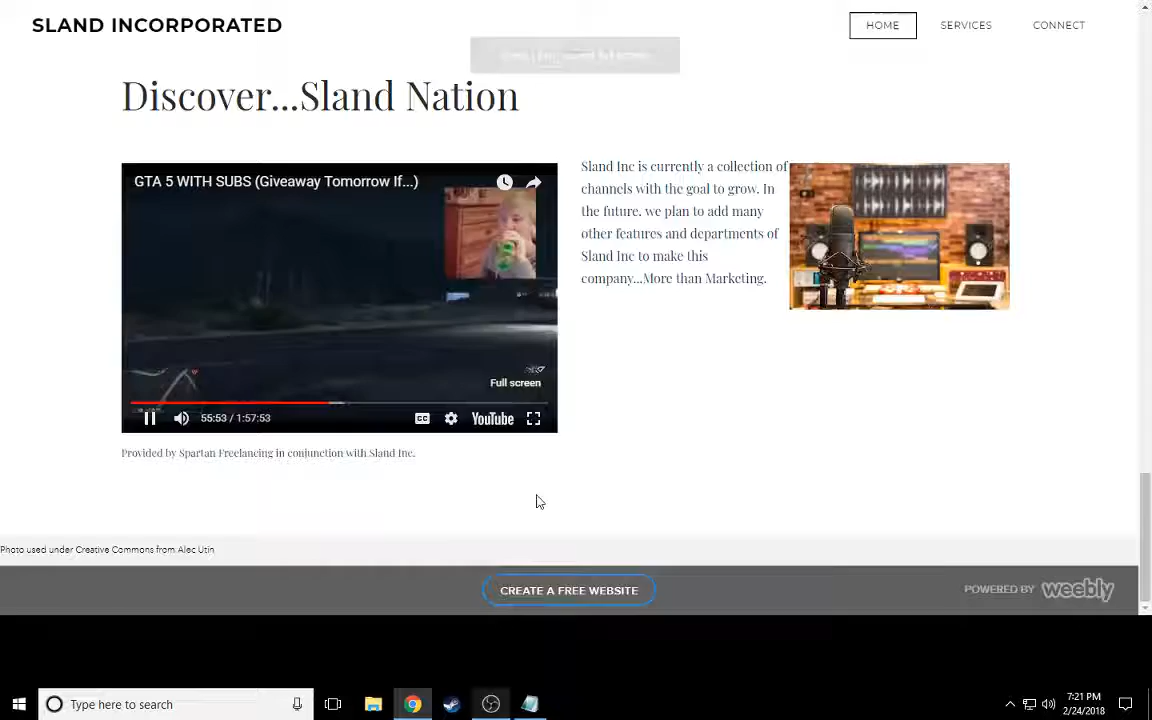 SLAND INCORPORATED
HOME
SERVICES
CONNECT
Discover...Sland Nation
GTA 5 WITH SUBS (Giveaway Tomorrow If...)
Full screen
55:53 / 1:57:53
CC
YouTube
Sland Inc is currently a collection of
channels with the goal to grow. In
the future, we plan to add many
other features and departments of
Sland Inc to make this
company...More than Marketing.
Provided by Spartan Freelancing in conjunction with Sland Inc.
Photo used under Creative Commons from Alec Utin
CREATE A FREE WEBSITE
POWERED BY weebly
Type here to search
7:21 PM
2/24/2018